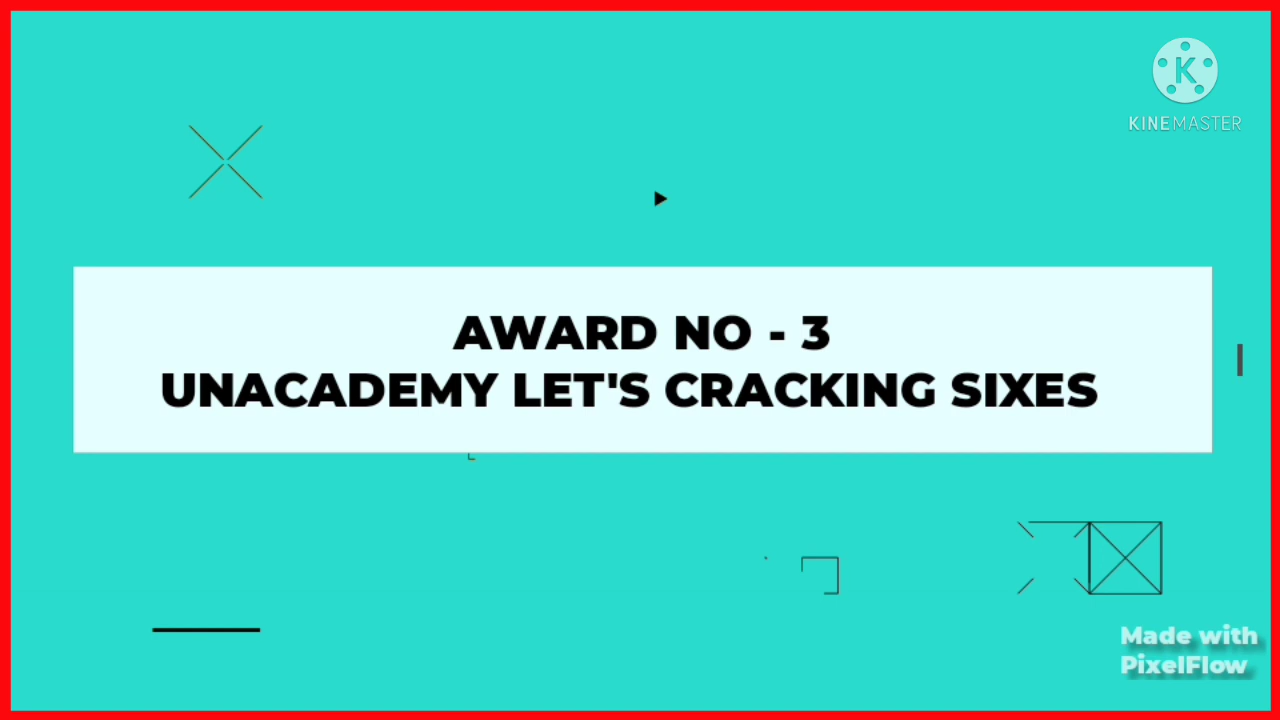 K
KINEMASTER
AWARD NO - 3
UNACADEMY LET'S CRACKING SIXES
Made with
PixelFlow